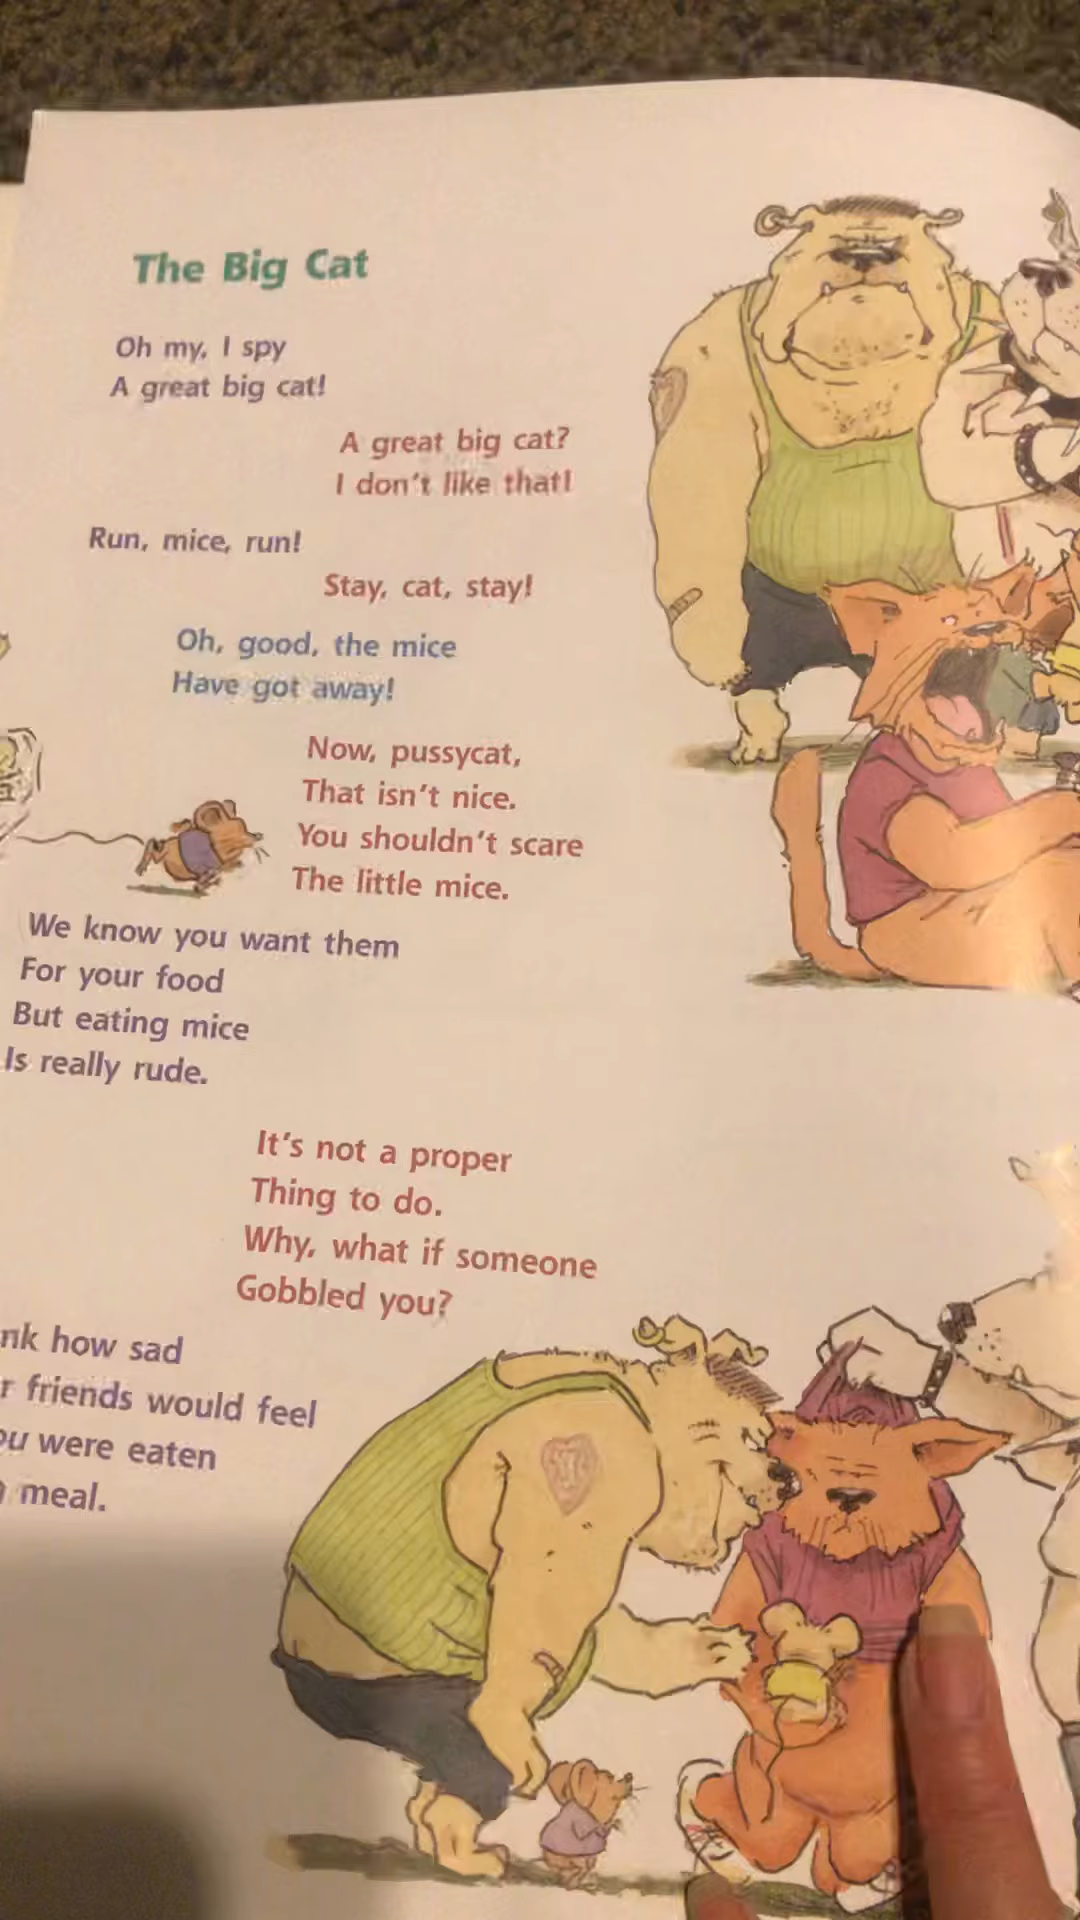 The Big Cat
Oh my, I spy
A great big cat!
A great big cat?
I don't like that!
Run, mice, run!
Stay, cat, stay!
Oh, good, the mice
Have got away!
Now, pussycat,
That isn't nice.
You shouldn't scare
The little mice.
We know you want them
For your food
But eating mice
Is really rude.
It's not a proper
Thing to do.
Why, what if someone
Gobbled you?
how sad
friends would feel
were eaten
meal.